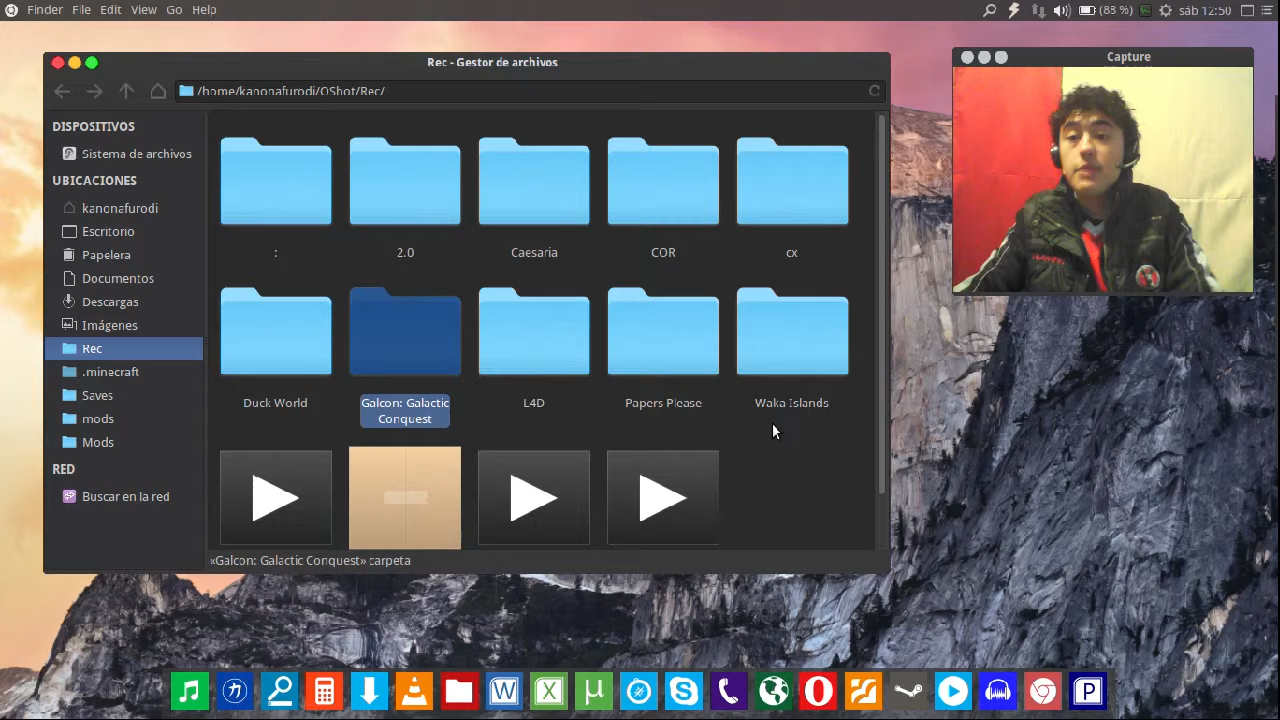 Finder File Edit View Go Help
(88 %) sáb 12:50
Rec - Gestor de archivos
/home/kanonafurodi/OShot/Rec/
DISPOSITIVOS
Sistema de archivos
UBICACIONES
kanonafurodi
Escritorio
Papelera
Documentos
Descargas
Imágenes
Rec
.minecraft
Saves
mods
Mods
RED
Buscar en la red
: 2.0 Caesaria COR cx
Duck World Galcon: Galactic L4D Papers Please Waka Islands
Conquest
«Galcon: Galactic Conquest» carpeta
Capture
W X µ S P